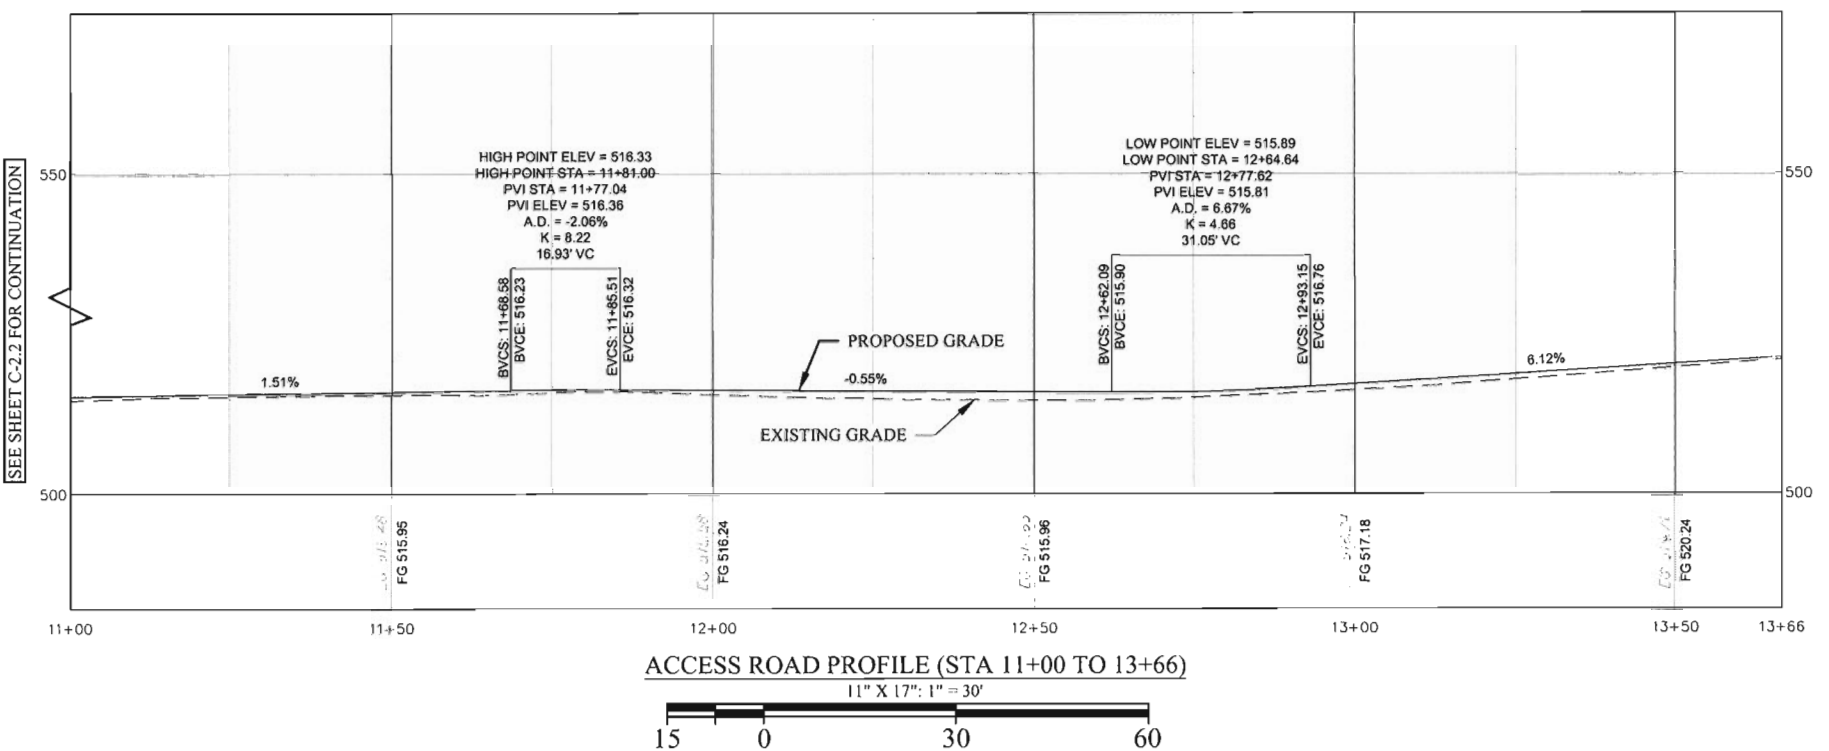 SEE SHEET C-2.2 FOR CONTINUATION
550
500
HIGH POINT ELEV = 516.33
HIGH POINT STA = 11+81.00
PVI STA = 11+77.04
PVI ELEV = 516.36
A.D. = -2.06%
K = 8.22
16.93' VC
BVCS: 11+68.58
BVCE: 516.23
EVCS: 11+85.51
EVCE: 516.32
LOW POINT ELEV = 515.89
LOW POINT STA = 12+64.64
PVI STA = 12+77.62
PVI ELEV = 515.81
A.D. = 6.67%
K = 4.66
31.05' VC
BVCS: 12+62.09
BVCE: 515.90
EVCS: 12+93.15
EVCE: 516.76
550
500
1.51%
PROPOSED GRADE
-0.55%
EXISTING GRADE
6.12%
FG 515.95
EG
FG 516.24
EG
FG 515.96
FG 517.18
EG
FG 520.24
11+00
11+50
12+00
12+50
13+00
13+50
13+66
ACCESS ROAD PROFILE (STA 11+00 TO 13+66)
11" X 17": 1" = 30'
15
0
30
60